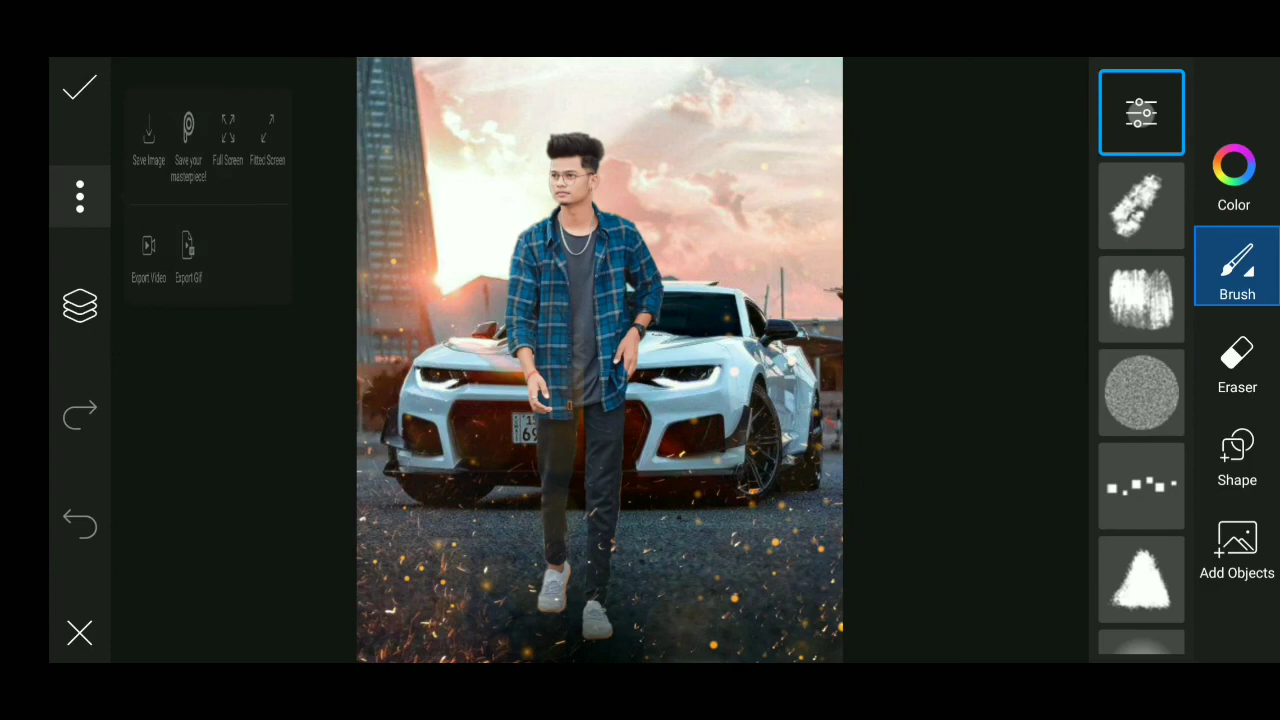 Save Image
Save your masterpiece!
Full Screen
Fitted Screen
Export Video
Export Gif
Color
Brush
Eraser
Shape
Add Objects